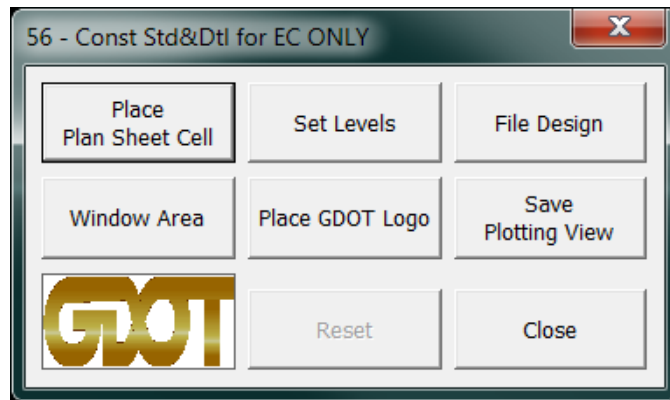 56 - Const Std&Dtl for EC ONLY
X
Place
Plan Sheet Cell
Set Levels
File Design
Window Area
Place GDOT Logo
Save
Plotting View
GDOT
Reset
Close